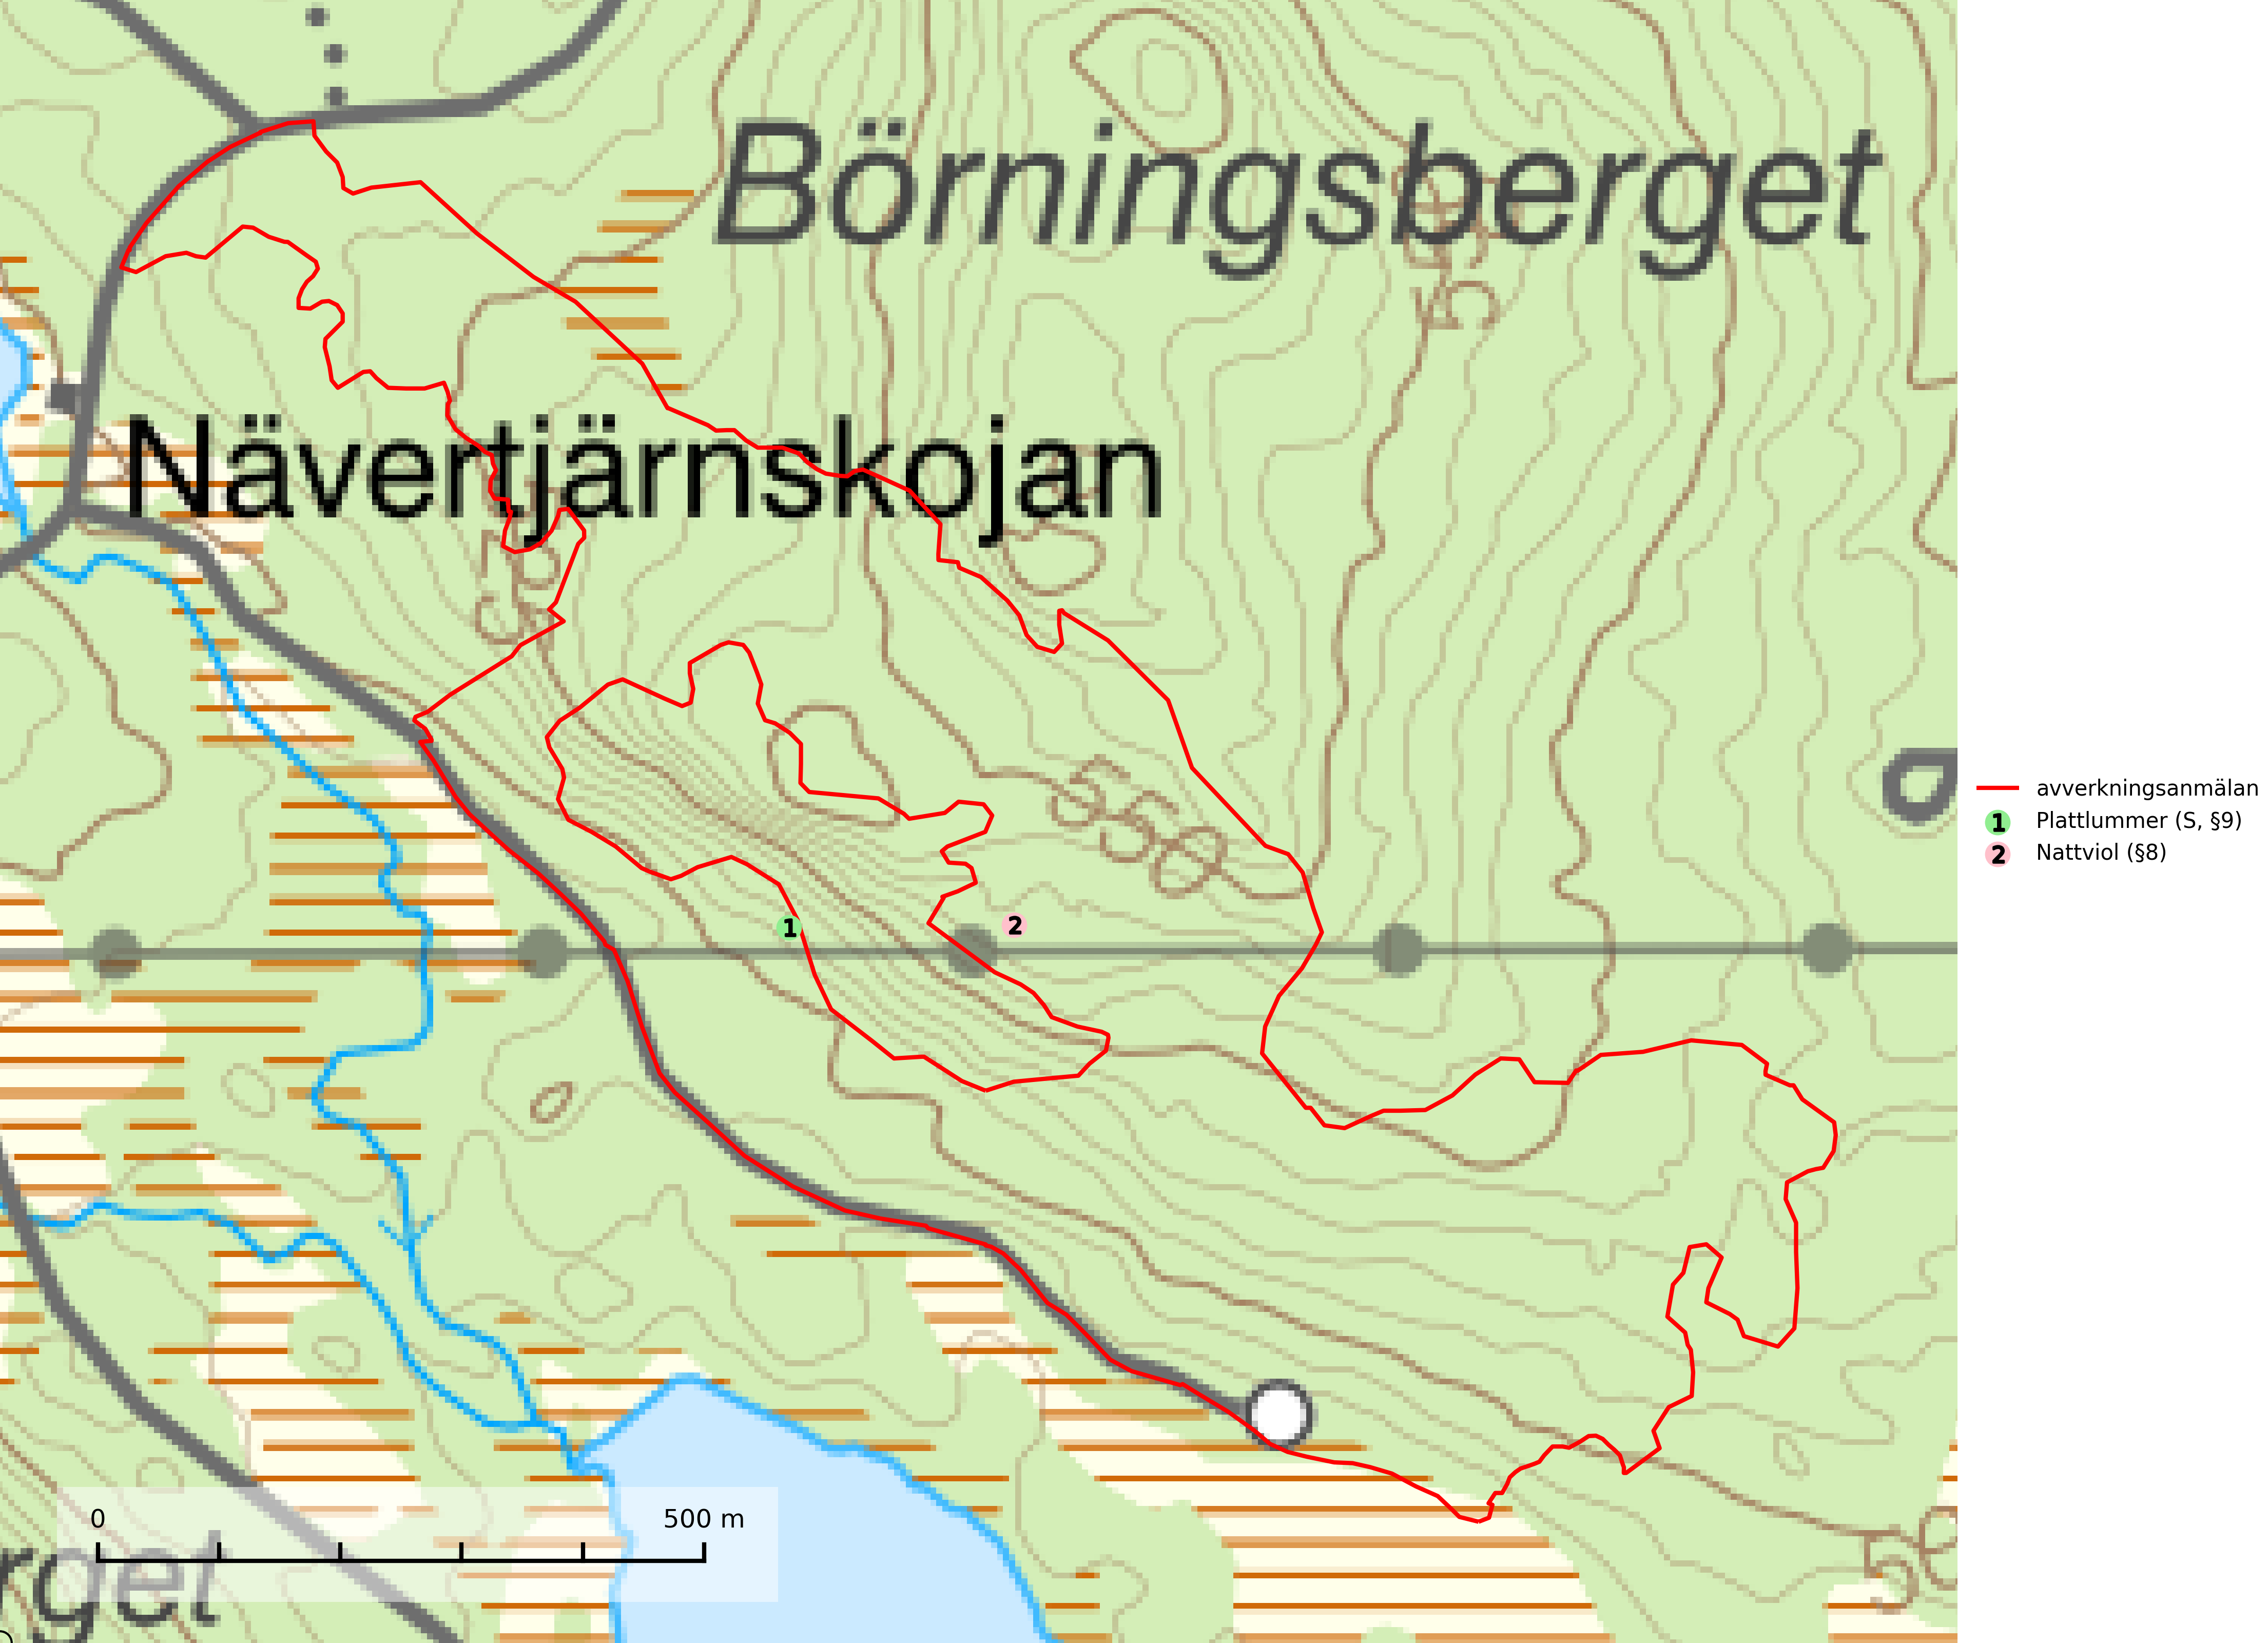 Börningsberget
Nävertjärnskojan
550
avverkningsanmälan
1 Plattlummer (S, §9)
2 Nattviol (§8)
1
2
0
500 m
rget